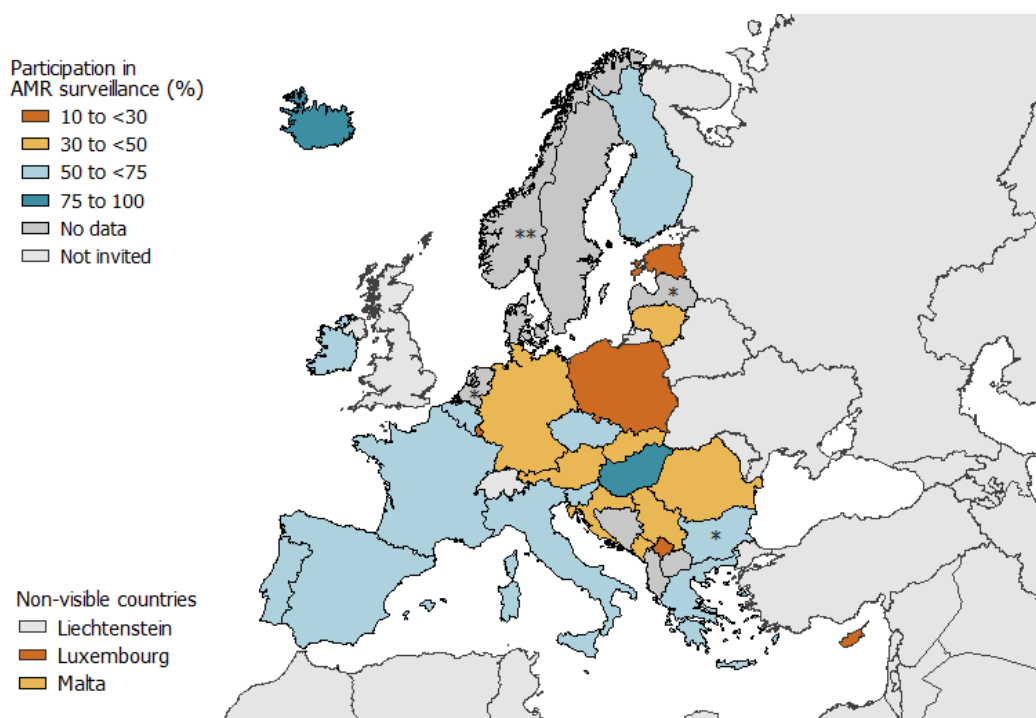 Participation in
AMR surveillance (%)
10 to <30
30 to <50
50 to <75
75 to 100
No data
Not invited
**
*
*
*
Non-visible countries
Liechtenstein
Luxembourg
Malta